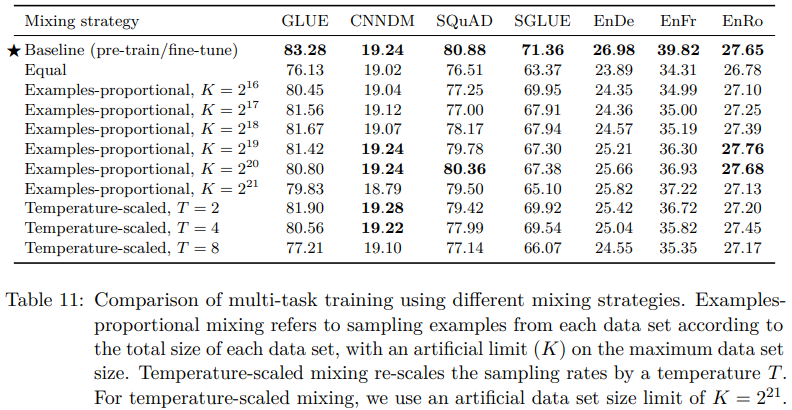 Mixing strategy GLUE CNNDM SQuAD SGLUE EnDe EnFr EnRo
★ Baseline (pre-train/fine-tune) 83.28 19.24 80.88 71.36 26.98 39.82 27.65
Equal 76.13 19.02 76.51 63.37 23.89 34.31 26.78
Examples-proportional, K = 2^16 80.45 19.04 77.25 69.95 24.35 34.99 27.10
Examples-proportional, K = 2^17 81.56 19.12 77.00 67.91 24.36 35.00 27.25
Examples-proportional, K = 2^18 81.67 19.07 78.17 67.94 24.57 35.19 27.39
Examples-proportional, K = 2^19 81.42 19.24 79.78 67.30 25.21 36.30 27.76
Examples-proportional, K = 2^20 80.80 19.24 80.36 67.38 25.66 36.93 27.68
Examples-proportional, K = 2^21 79.83 18.79 79.50 65.10 25.82 37.22 27.13
Temperature-scaled, T = 2 81.90 19.28 79.42 69.92 25.42 36.72 27.20
Temperature-scaled, T = 4 80.56 19.22 77.99 69.54 25.04 35.82 27.45
Temperature-scaled, T = 8 77.21 19.10 77.14 66.07 24.55 35.35 27.17
Table 11: Comparison of multi-task training using different mixing strategies. Examples-
proportional mixing refers to sampling examples from each data set according to
the total size of each data set, with an artificial limit (K) on the maximum data set
size. Temperature-scaled mixing re-scales the sampling rates by a temperature T.
For temperature-scaled mixing, we use an artificial data set size limit of K = 2^21.